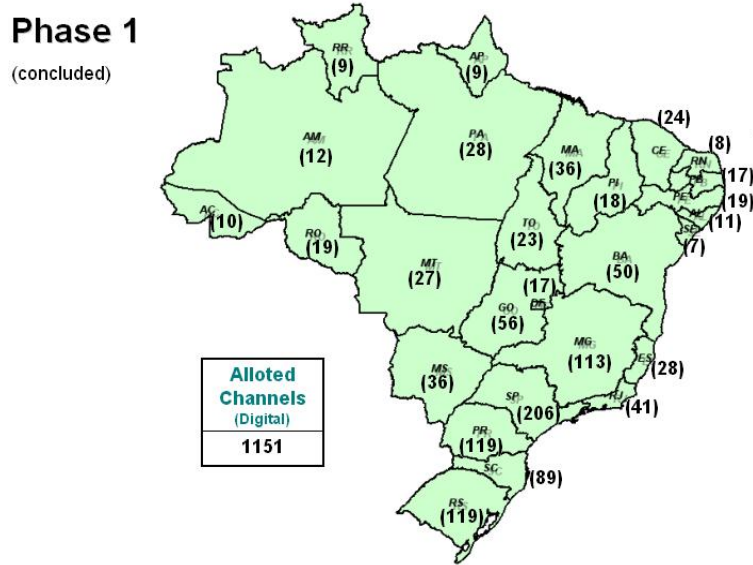 Phase 1
(concluded)
RR
(9)
AP
(9)
(24)
AM
(12)
PA
(28)
MA
(36)
CE
(8)
RN
PB
(17)
PI
(18)
PE
(19)
AL
(11)
SE
(7)
AC
(10)
RO
(19)
TO
(23)
BA
(50)
MT
(27)
(17)
DF
GO
(56)
MG
(113)
ES
(28)
MS
(36)
SP
(206)
RJ
(41)
PR
(119)
SC
(89)
RS
(119)
Alloted
Channels
(Digital)
1151